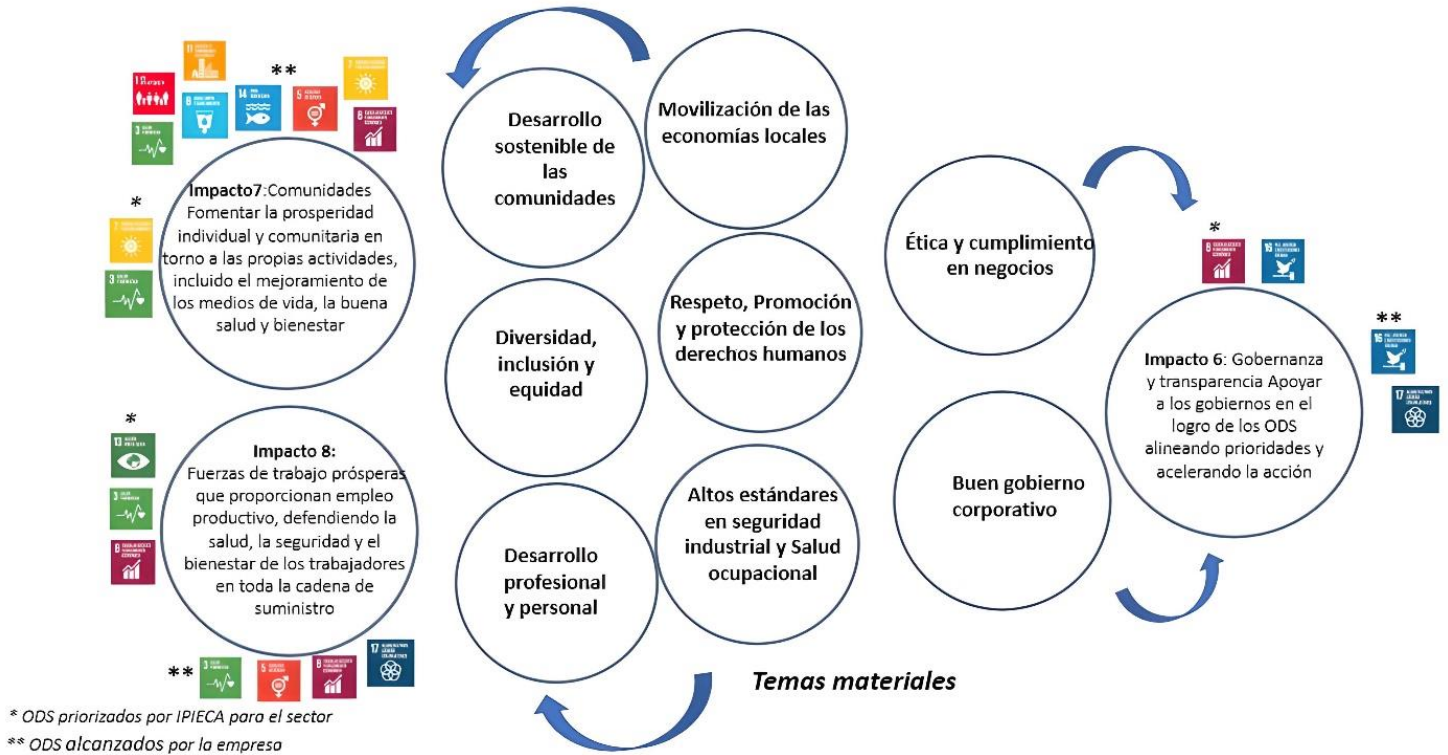 **
Impacto7:Comunidades
Fomentar la prosperidad
individual y comunitaria en
torno a las propias actividades,
incluido el mejoramiento de
los medios de vida, la buena
salud y bienestar
*
*
Impacto 8:
Fuerzas de trabajo prósperas
que proporcionan empleo
productivo, defendiendo la
salud, la seguridad y el
bienestar de los trabajadores
en toda la cadena de
suministro
**
Desarrollo
sostenible de
las
comunidades
Movilización de las
economías locales
Diversidad,
inclusión y
equidad
Respeto, Promoción
y protección de los
derechos humanos
Desarrollo
profesional
y personal
Altos estándares
en seguridad
industrial y Salud
ocupacional
Ética y cumplimiento
en negocios
Buen gobierno
corporativo
*
**
Impacto 6: Gobernanza
y transparencia Apoyar
a los gobiernos en el
logro de los ODS
alineando prioridades y
acelerando la acción
Temas materiales
* ODS priorizados por IPIECA para el sector
** ODS alcanzados por la empresa